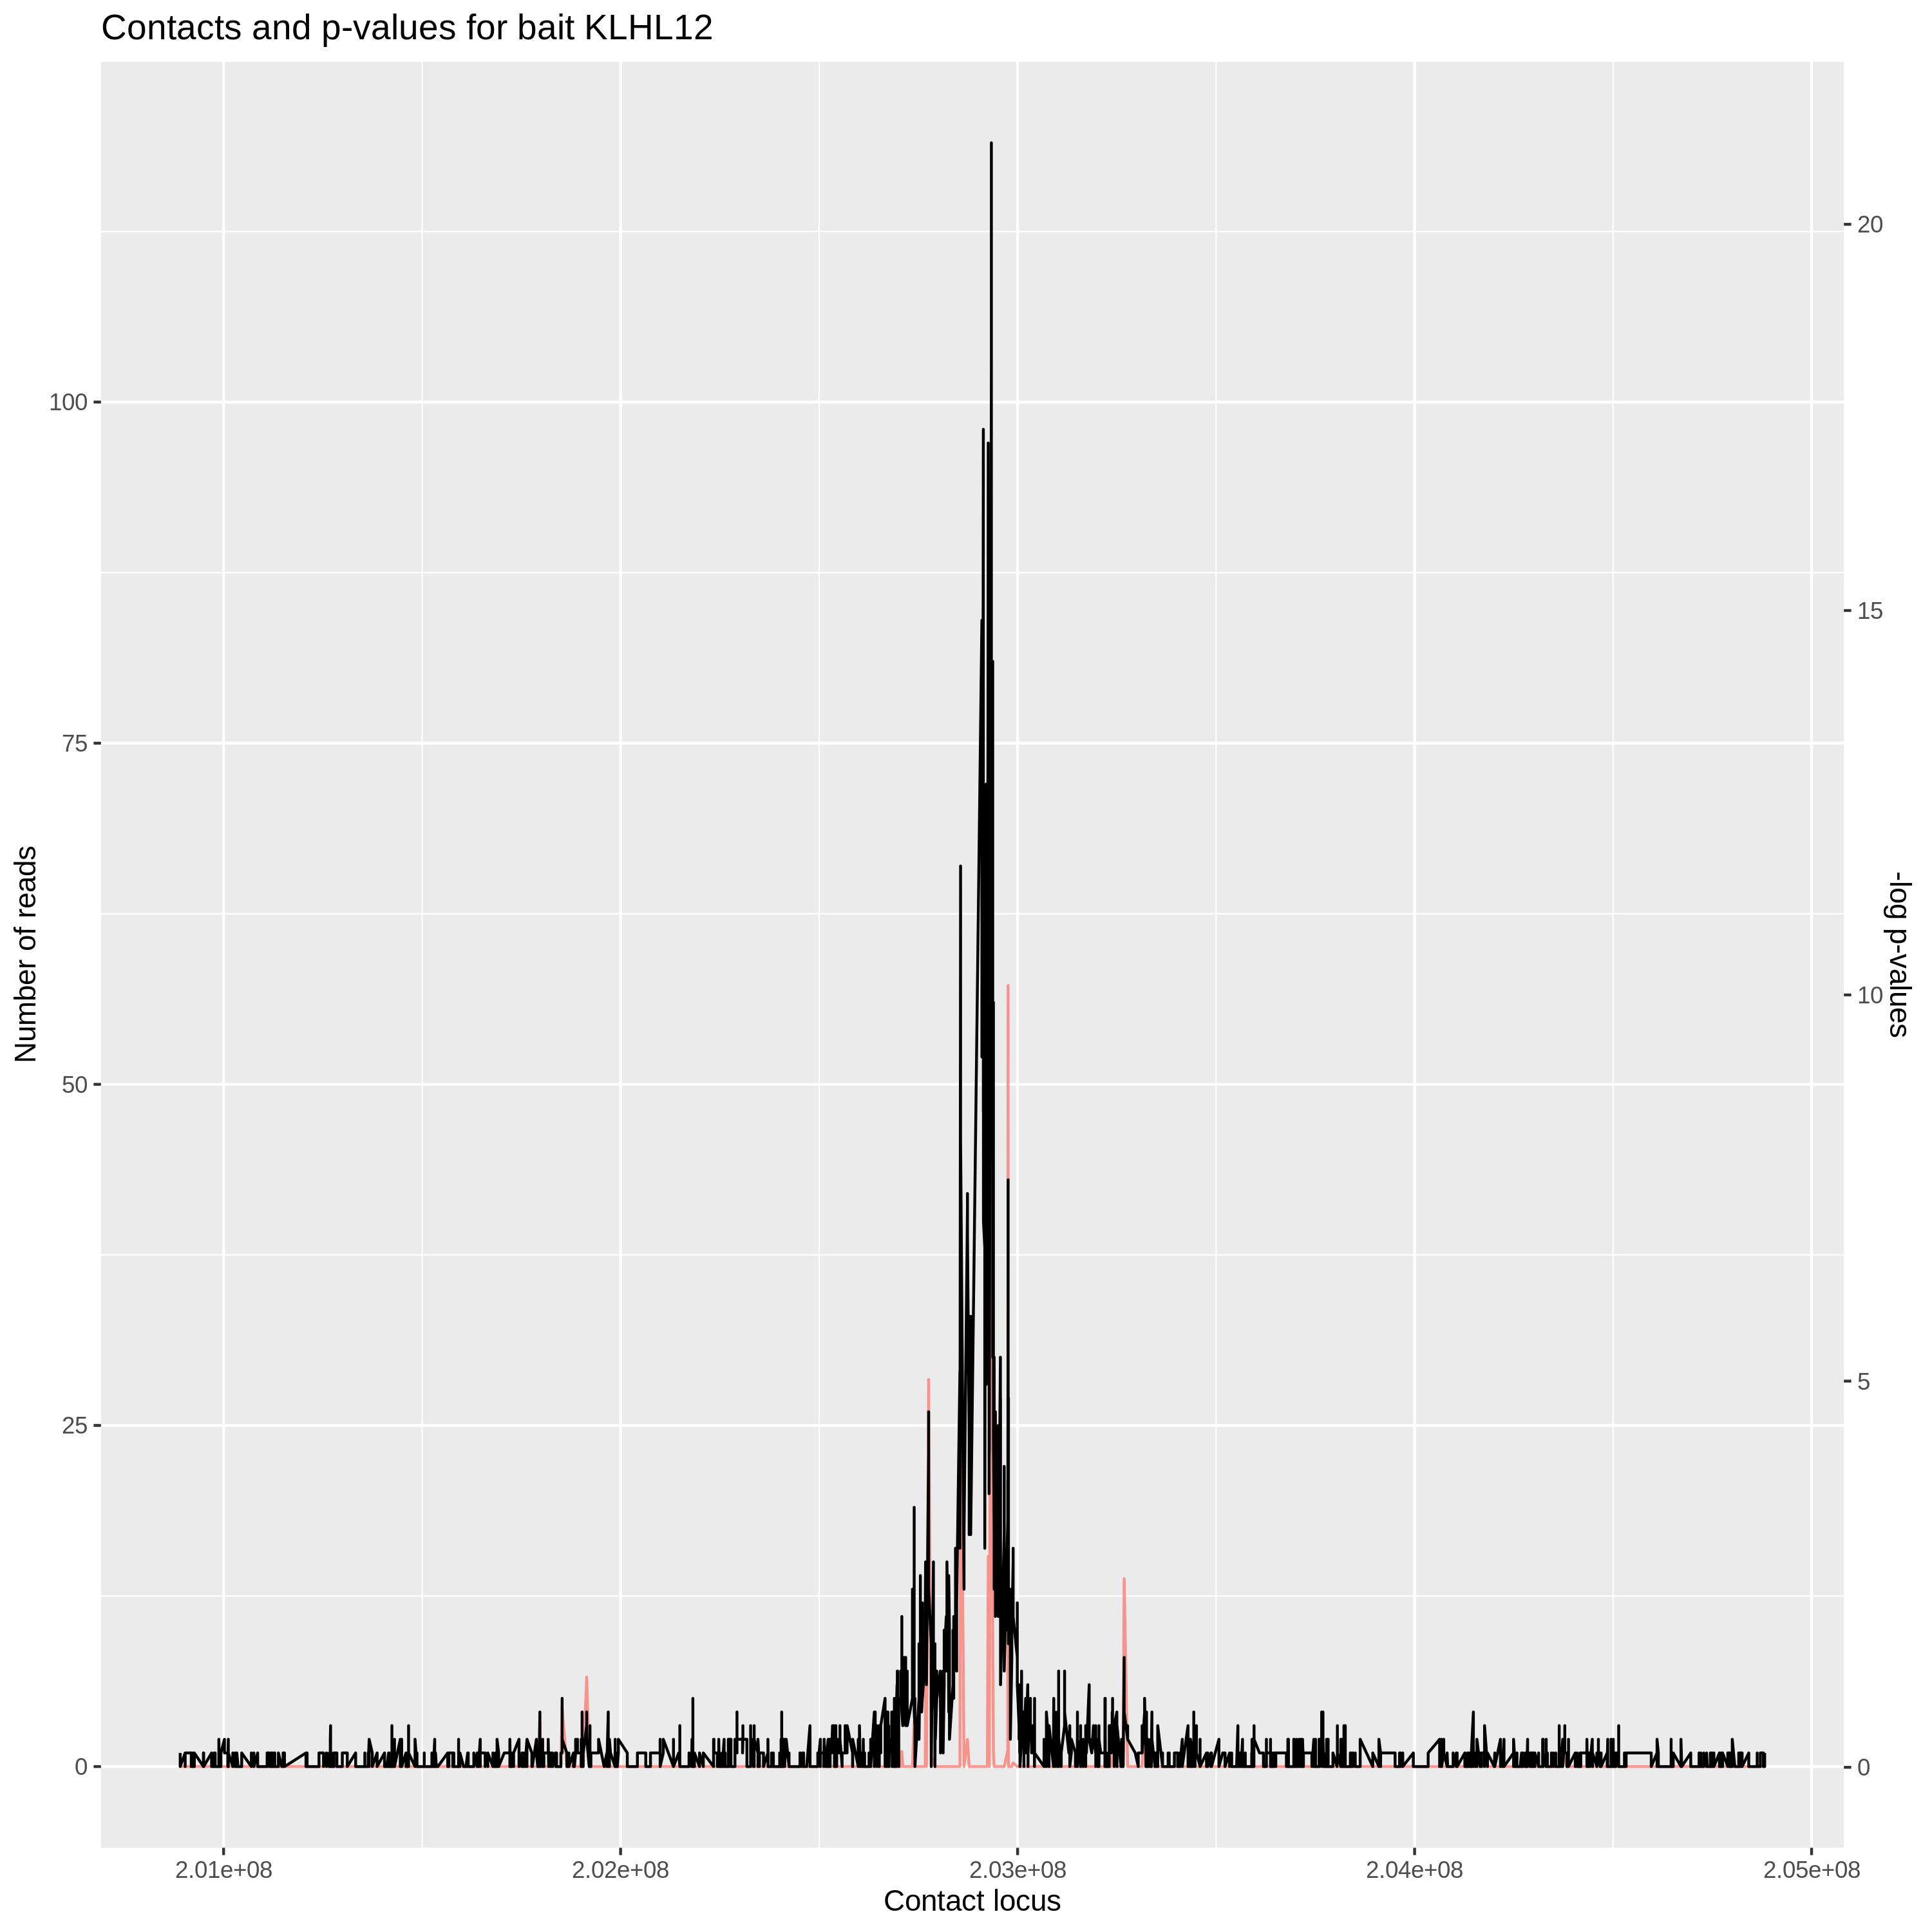 Contacts and p-values for bait KLHL12
Number of reads
100
75
50
25
0
20
15
10
5
0
-log p-values
2.01e+08
2.02e+08
2.03e+08
2.04e+08
2.05e+08
Contact locus